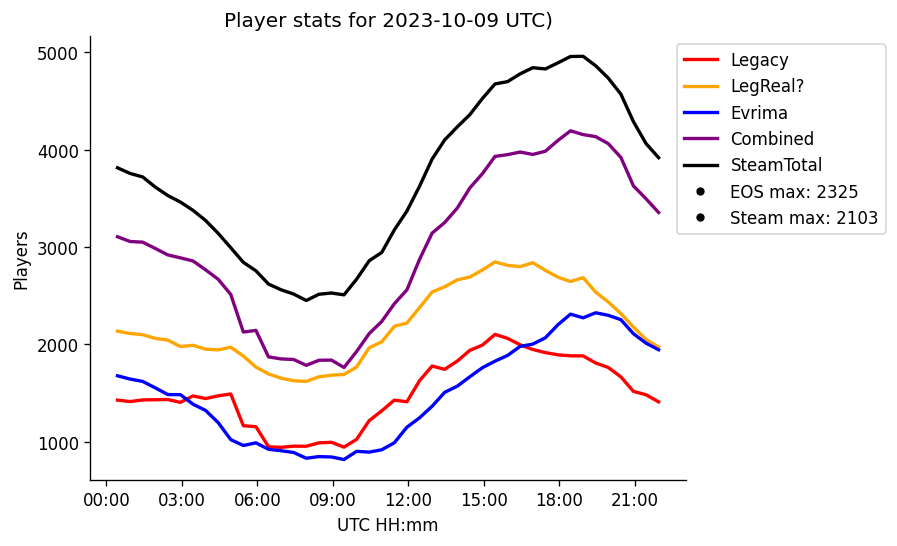 Player stats for 2023-10-09 UTC)
5000
4000
3000
2000
1000
Players
00:00 03:00 06:00 09:00 12:00 15:00 18:00 21:00
UTC HH:mm
Legacy
LegReal?
Evrima
Combined
SteamTotal
EOS max: 2325
Steam max: 2103